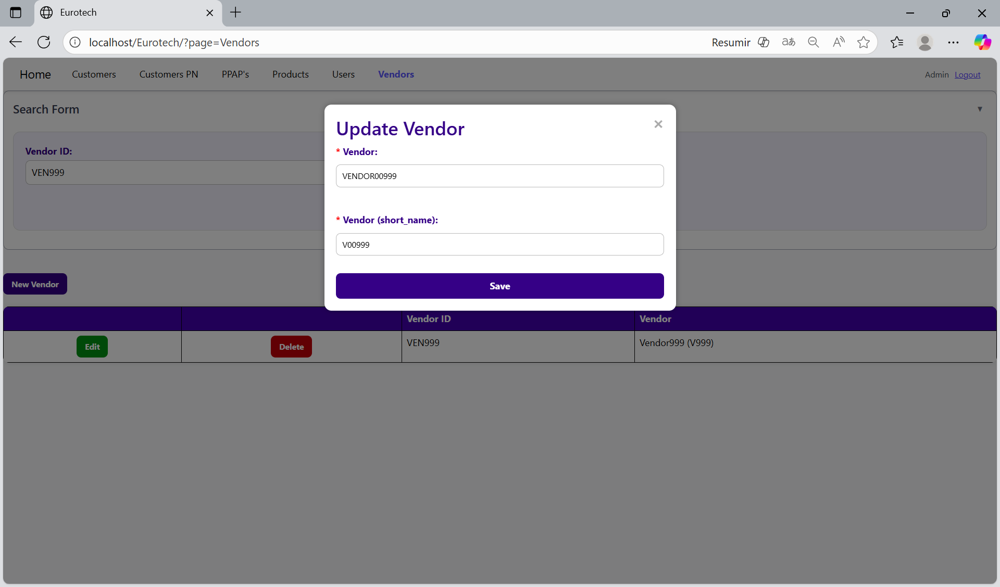 Eurotech
localhost/Eurotech/?page=Vendors
Resumir
aあ
Home Customers Customers PN PPAP's Products Users Vendors Admin Logout
Search Form
Vendor ID:
VEN999
Update Vendor
* Vendor:
VENDOR00999
* Vendor (short_name):
V00999
Save
New Vendor
Vendor ID Vendor
Edit Delete VEN999 Vendor999 (V999)